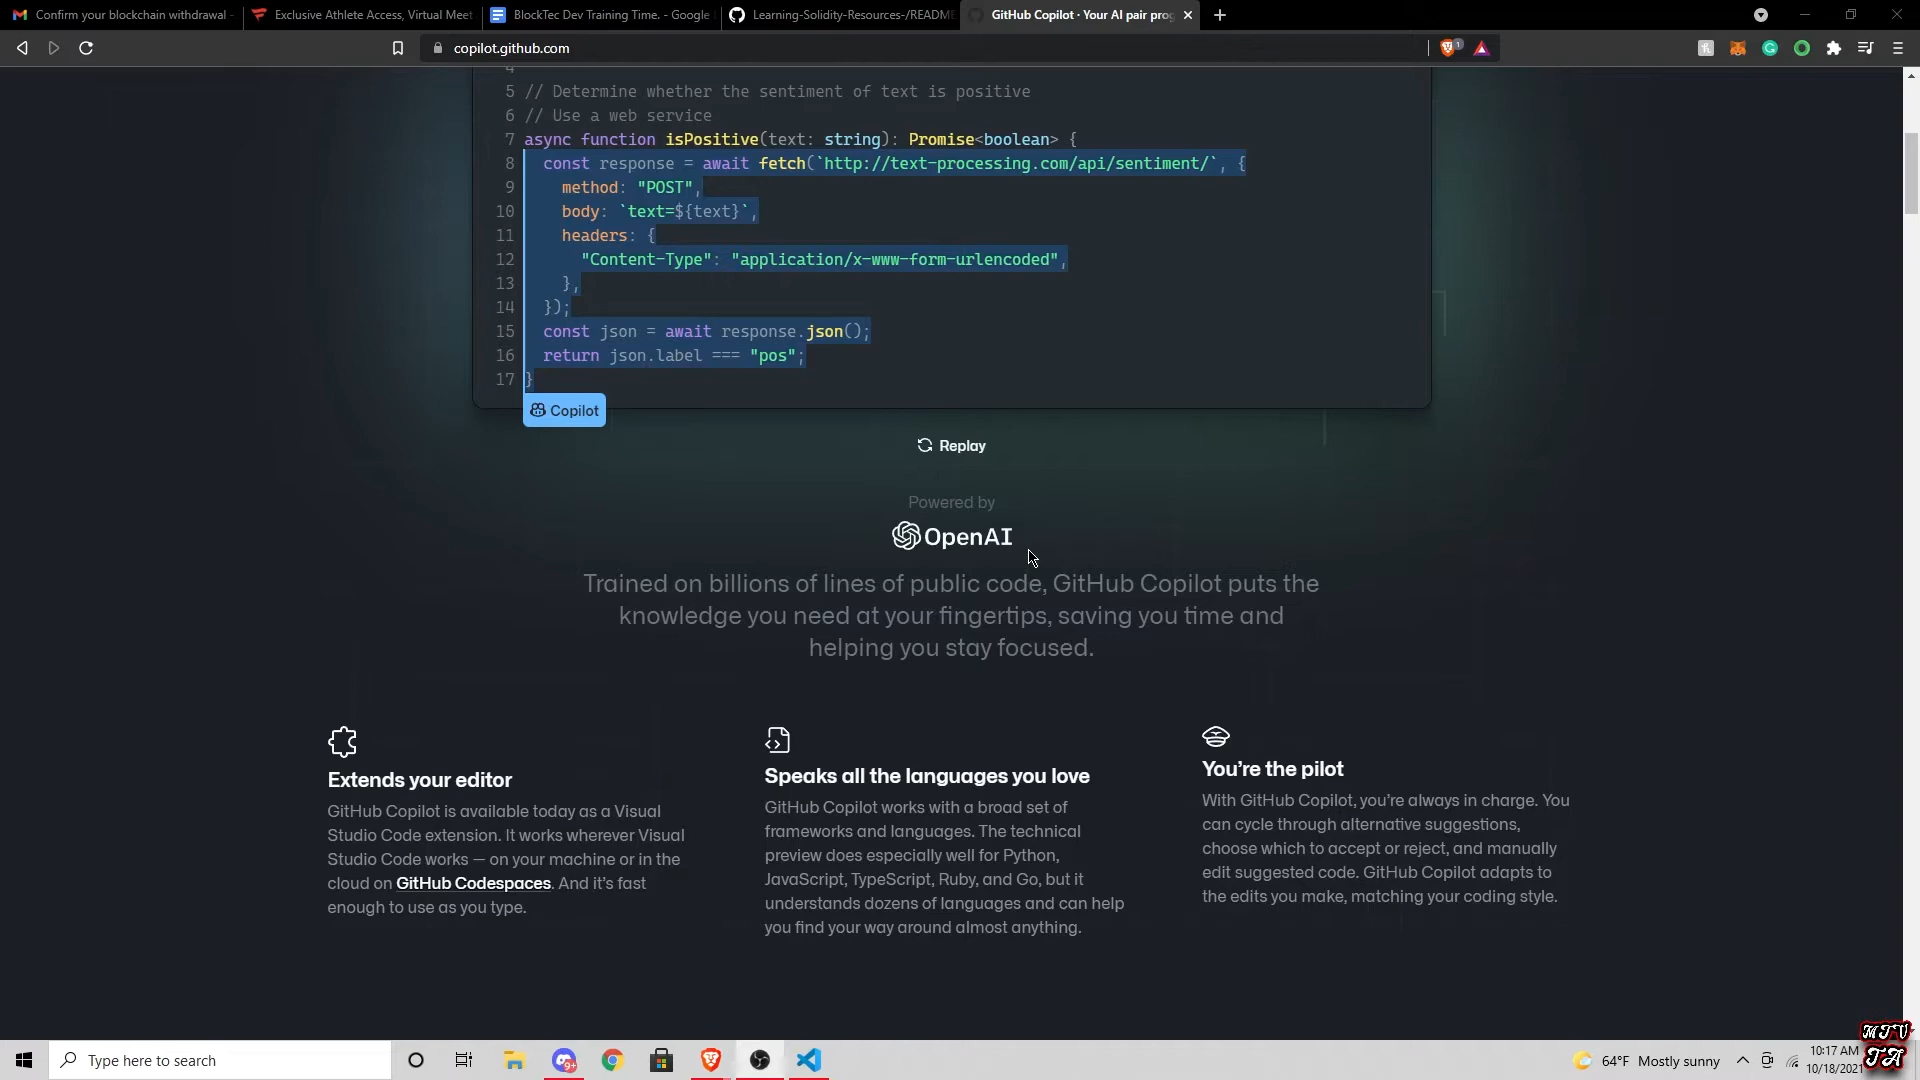 Confirm your blockchain withdrawal -
Exclusive Athlete Access, Virtual Meet
BlockTec Dev Training Time. - Google
Learning-Solidity-Resources-/README
GitHub Copilot · Your AI pair prog
copilot.github.com
1
4
5 // Determine whether the sentiment of text is positive
6 // Use a web service
7 async function isPositive(text: string): Promise<boolean> {
8 const response = await fetch(`http://text-processing.com/api/sentiment/`, {
9 method: "POST",
10 body: `text=${text}`,
11 headers: {
12 "Content-Type": "application/x-www-form-urlencoded",
13 },
14 });
15 const json = await response.json();
16 return json.label === "pos";
17 }
Copilot
Replay
Powered by
OpenAI
Trained on billions of lines of public code, GitHub Copilot puts the
knowledge you need at your fingertips, saving you time and
helping you stay focused.
Extends your editor
GitHub Copilot is available today as a Visual
Studio Code extension. It works wherever Visual
Studio Code works — on your machine or in the
cloud on GitHub Codespaces. And it's fast
enough to use as you type.
Speaks all the languages you love
GitHub Copilot works with a broad set of
frameworks and languages. The technical
preview does especially well for Python,
JavaScript, TypeScript, Ruby, and Go, but it
understands dozens of languages and can help
you find your way around almost anything.
You're the pilot
With GitHub Copilot, you're always in charge. You
can cycle through alternative suggestions,
choose which to accept or reject, and manually
edit suggested code. GitHub Copilot adapts to
the edits you make, matching your coding style.
Type here to search
64°F Mostly sunny
10:17 AM
10/18/2021
MTV
TA